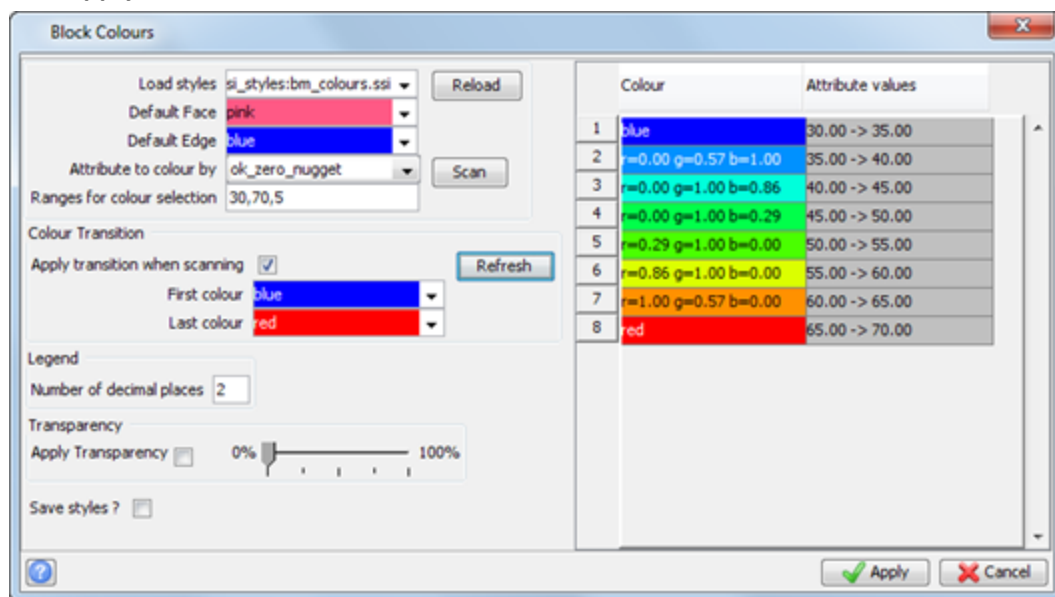 Block Colours
Load styles si_styles:bm_colours.ssi Reload
Default Face pink
Default Edge blue
Attribute to colour by ok_zero_nugget Scan
Ranges for colour selection 30,70,5
Colour Transition
Apply transition when scanning Refresh
First colour blue
Last colour red
Legend
Number of decimal places 2
Transparency
Apply Transparency 0% 100%
Save styles ?
Colour Attribute values
1 blue 30.00 -> 35.00
2 r=0.00 g=0.57 b=1.00 35.00 -> 40.00
3 r=0.00 g=1.00 b=0.86 40.00 -> 45.00
4 r=0.00 g=1.00 b=0.29 45.00 -> 50.00
5 r=0.29 g=1.00 b=0.00 50.00 -> 55.00
6 r=0.86 g=1.00 b=0.00 55.00 -> 60.00
7 r=1.00 g=0.57 b=0.00 60.00 -> 65.00
8 red 65.00 -> 70.00
Apply Cancel